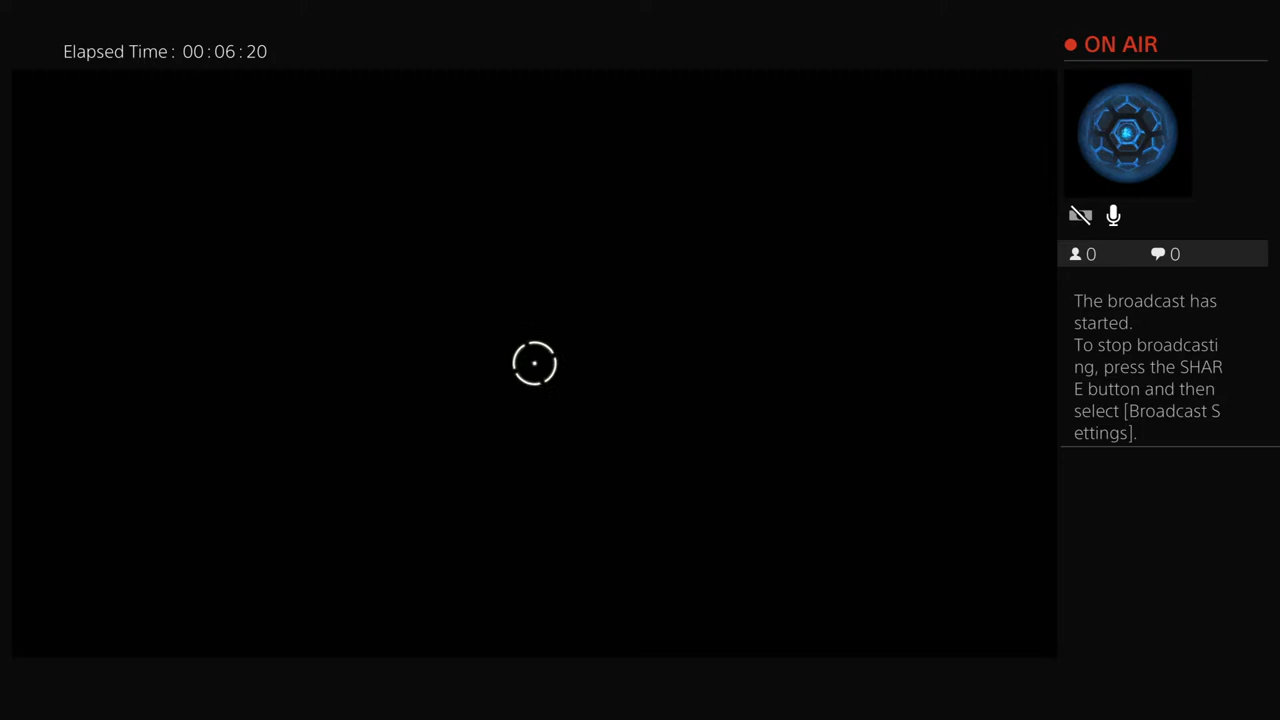 Elapsed Time : 00:06:20
ON AIR
0 0
The broadcast has
started.
To stop broadcasti
ng, press the SHAR
E button and then
select [Broadcast S
ettings].